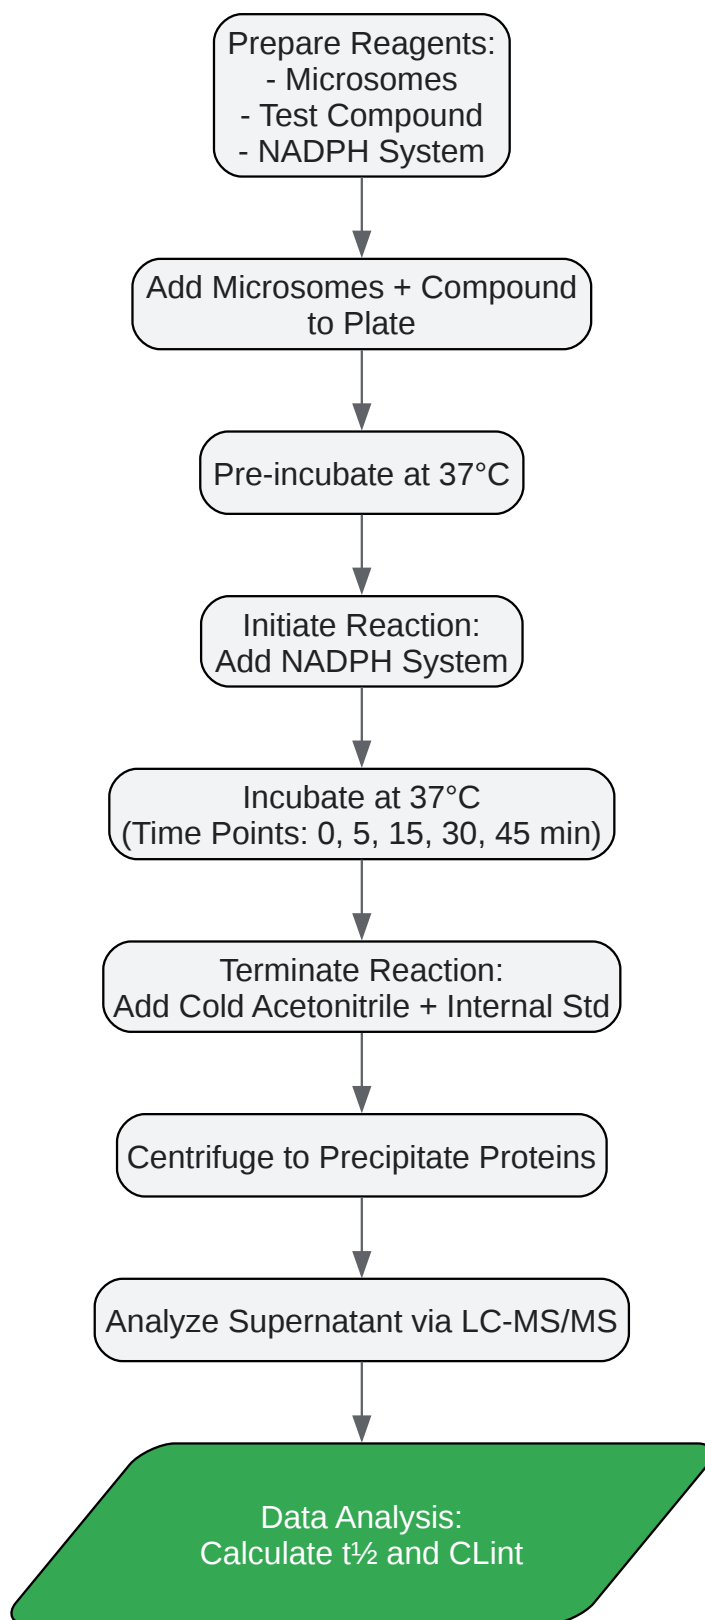 Prepare Reagents:
- Microsomes
- Test Compound
- NADPH System
Add Microsomes + Compound
to Plate
Pre-incubate at 37°C
Initiate Reaction:
Add NADPH System
Incubate at 37°C
(Time Points: 0, 5, 15, 30, 45 min)
Terminate Reaction:
Add Cold Acetonitrile + Internal Std
Centrifuge to Precipitate Proteins
Analyze Supernatant via LC-MS/MS
Data Analysis:
Calculate t½ and CLint